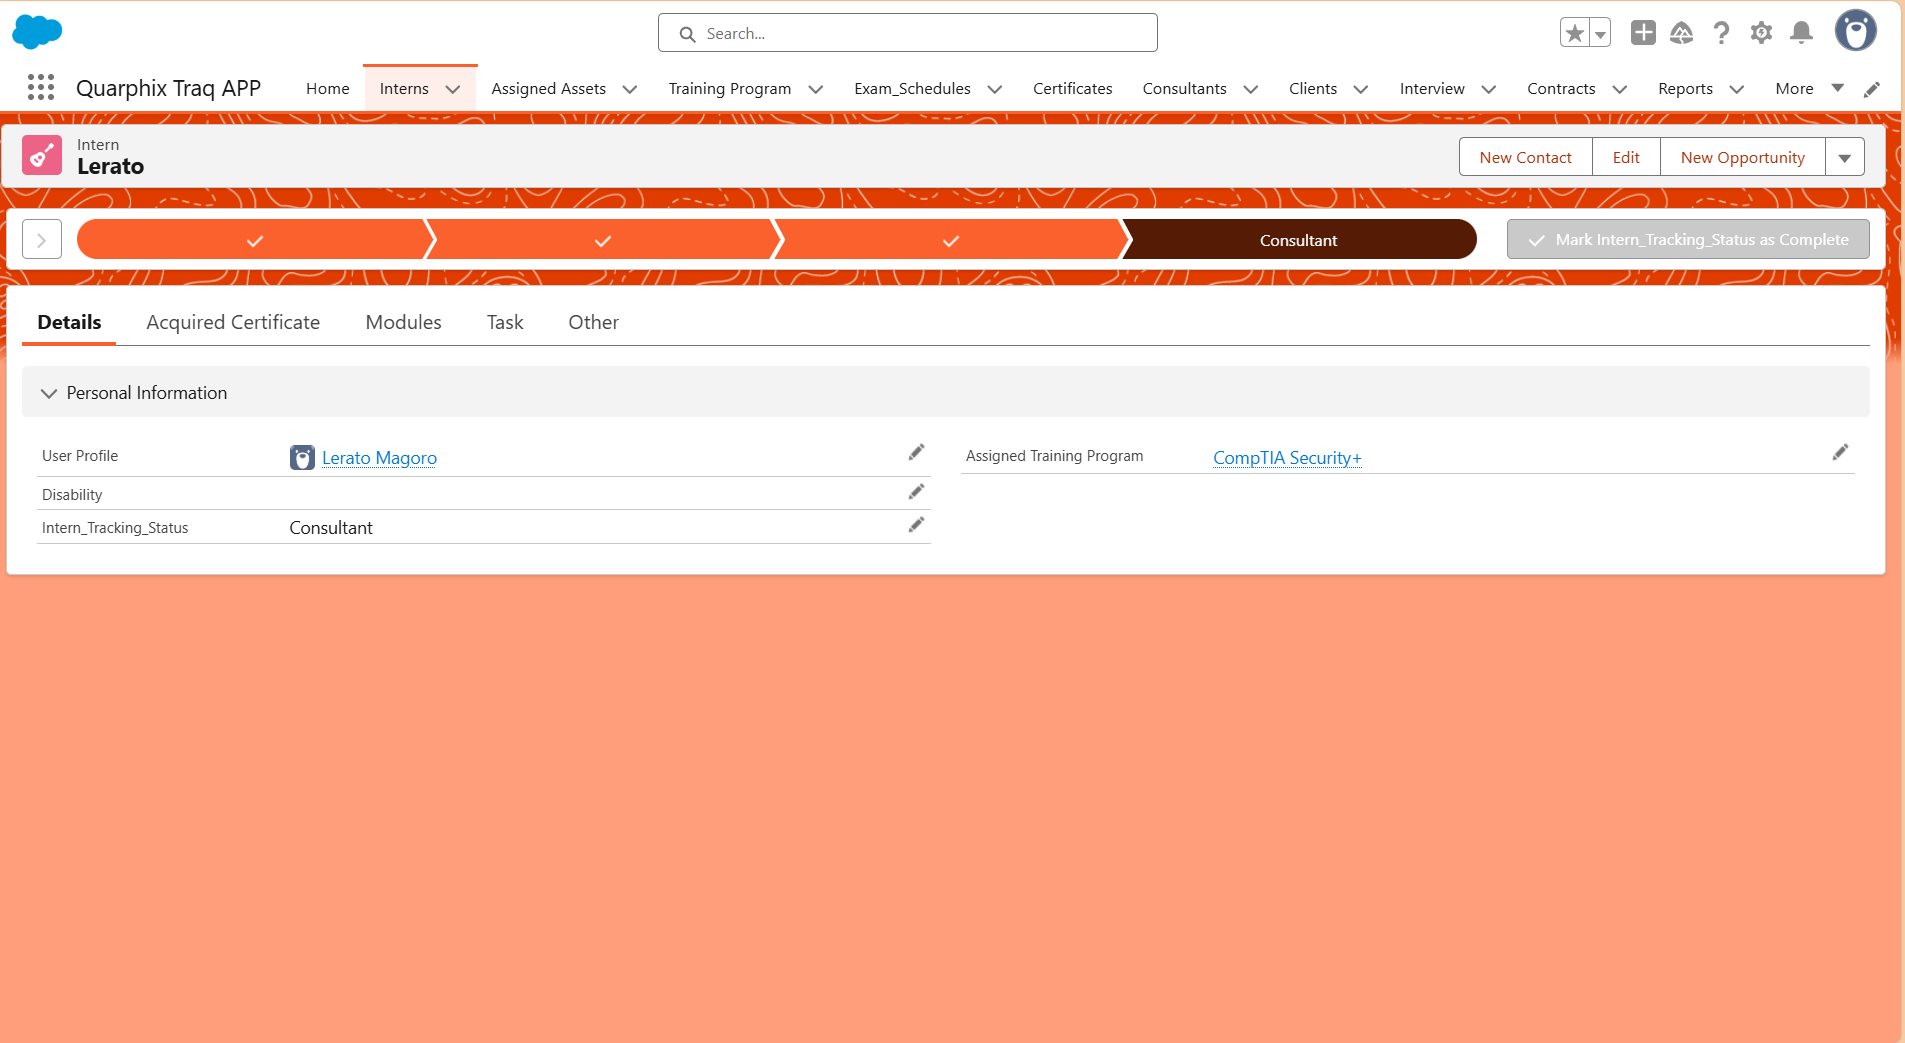 Search...
Quarphix Traq APP
Home
Interns
Assigned Assets
Training Program
Exam_Schedules
Certificates
Consultants
Clients
Interview
Contracts
Reports
More
Intern
Lerato
New Contact
Edit
New Opportunity
Consultant
Mark Intern_Tracking_Status as Complete
Details
Acquired Certificate
Modules
Task
Other
Personal Information
User Profile
Lerato Magoro
Assigned Training Program
CompTIA Security+
Disability
Intern_Tracking_Status
Consultant